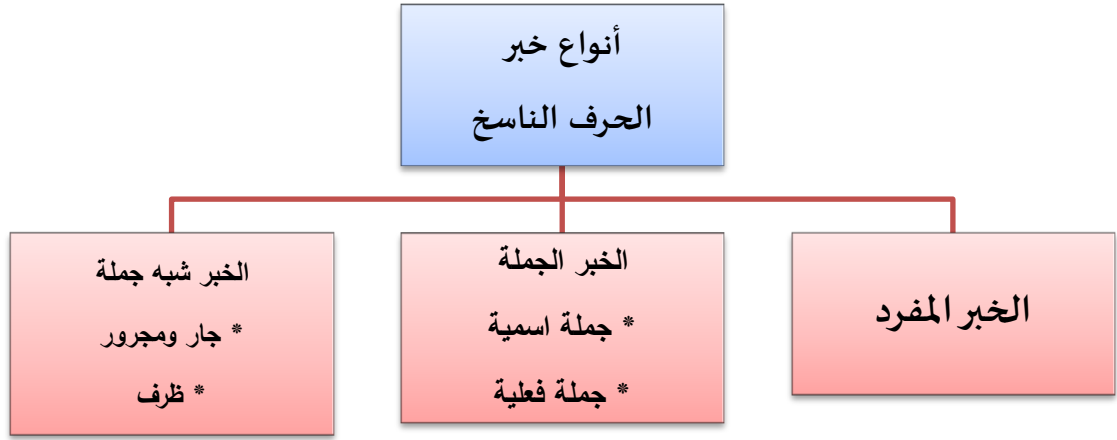 أنواع خبر
الحرف الناسخ
الخبر المفرد
الخبر الجملة
* جملة اسمية
* جملة فعلية
الخبر شبه جملة
* جار ومجرور
* ظرف